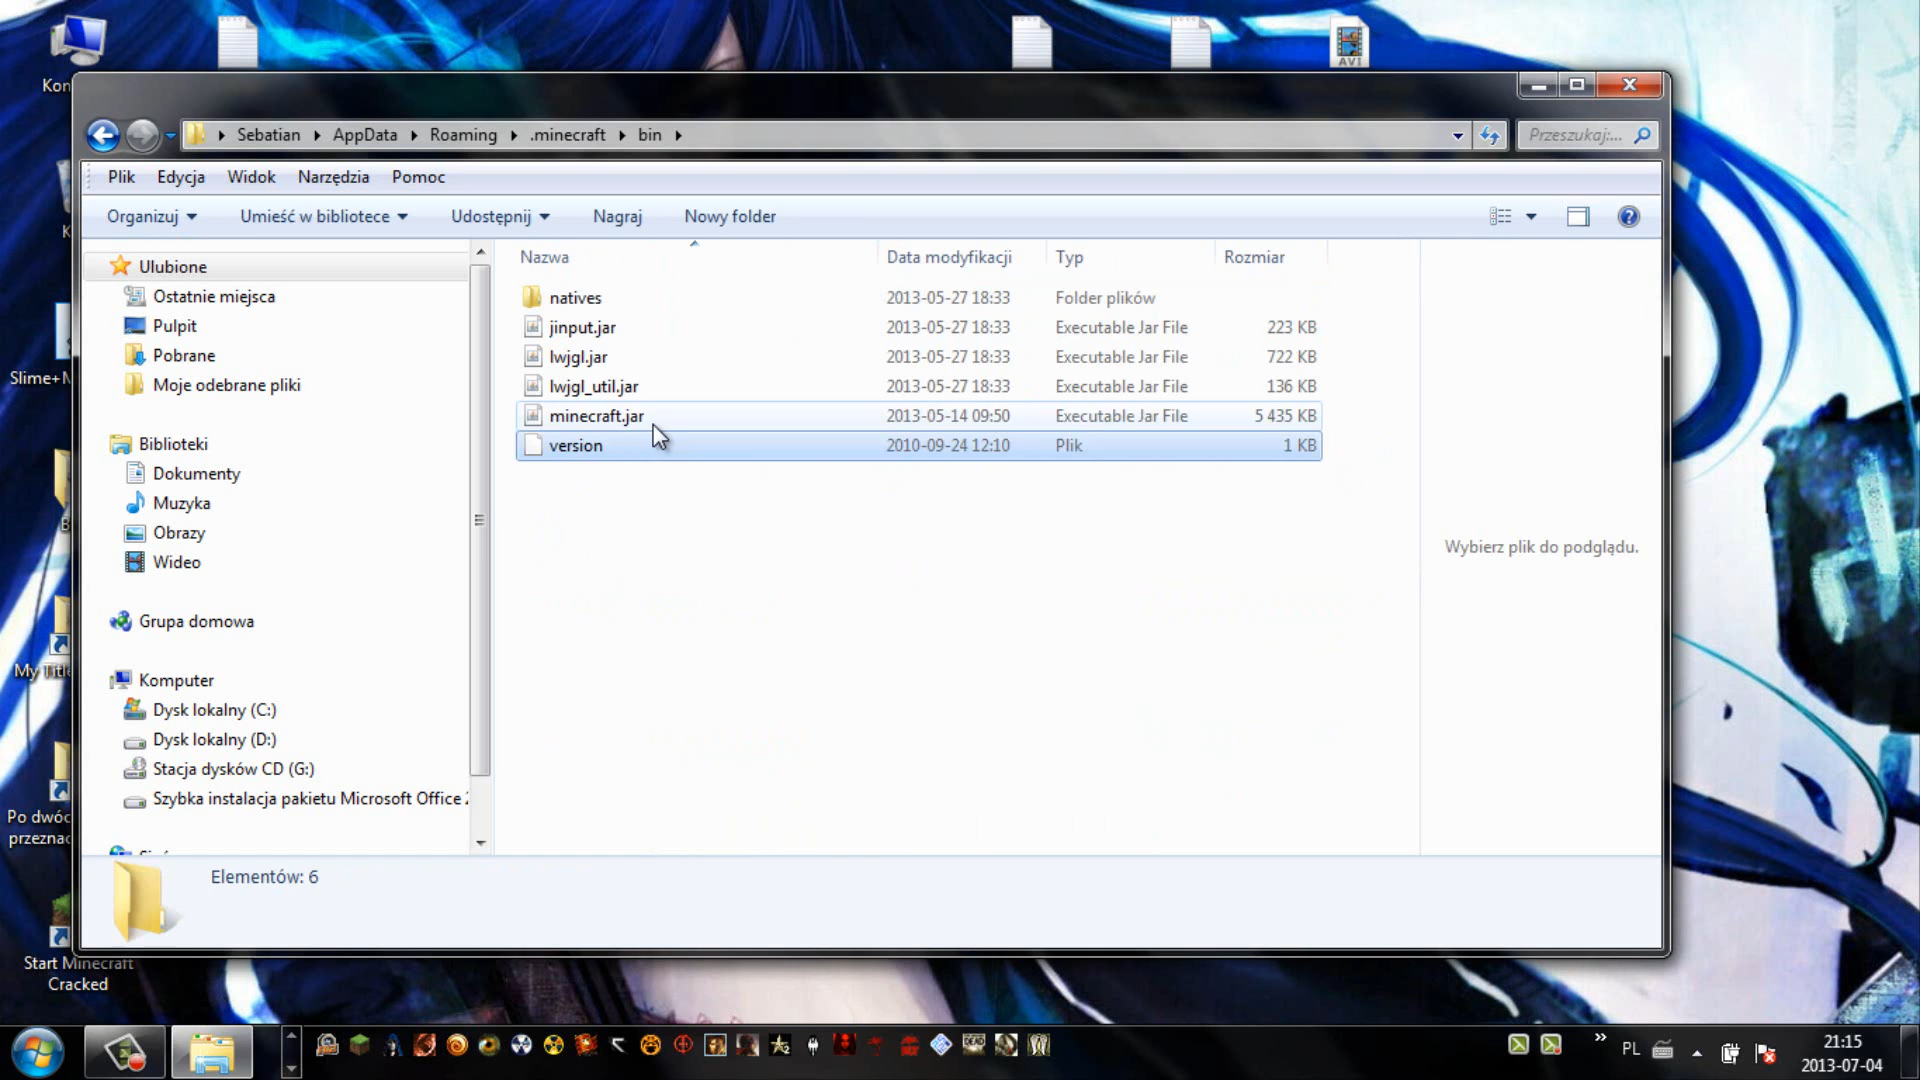 AVI
Kon
Sebatian AppData Roaming .minecraft bin
Przeszukaj:...
Plik Edycja Widok Narzędzia Pomoc
Organizuj Umieść w bibliotece Udostępnij Nagraj Nowy folder
Nazwa Data modyfikacji Typ Rozmiar
natives 2013-05-27 18:33 Folder plików
jinput.jar 2013-05-27 18:33 Executable Jar File 223 KB
lwjgl.jar 2013-05-27 18:33 Executable Jar File 722 KB
lwjgl_util.jar 2013-05-27 18:33 Executable Jar File 136 KB
minecraft.jar 2013-05-14 09:50 Executable Jar File 5 435 KB
version 2010-09-24 12:10 Plik 1 KB
Ulubione
Ostatnie miejsca
Pulpit
Pobrane
Moje odebrane pliki
Biblioteki
Dokumenty
Muzyka
Obrazy
Wideo
Grupa domowa
Komputer
Dysk lokalny (C:)
Dysk lokalny (D:)
Stacja dysków CD (G:)
Szybka instalacja pakietu Microsoft Office
Wybierz plik do podglądu.
Elementów: 6
Slime+
My Title
Po dwóc
przeznac
Start Minecraft
Cracked
PL
21:15
2013-07-04